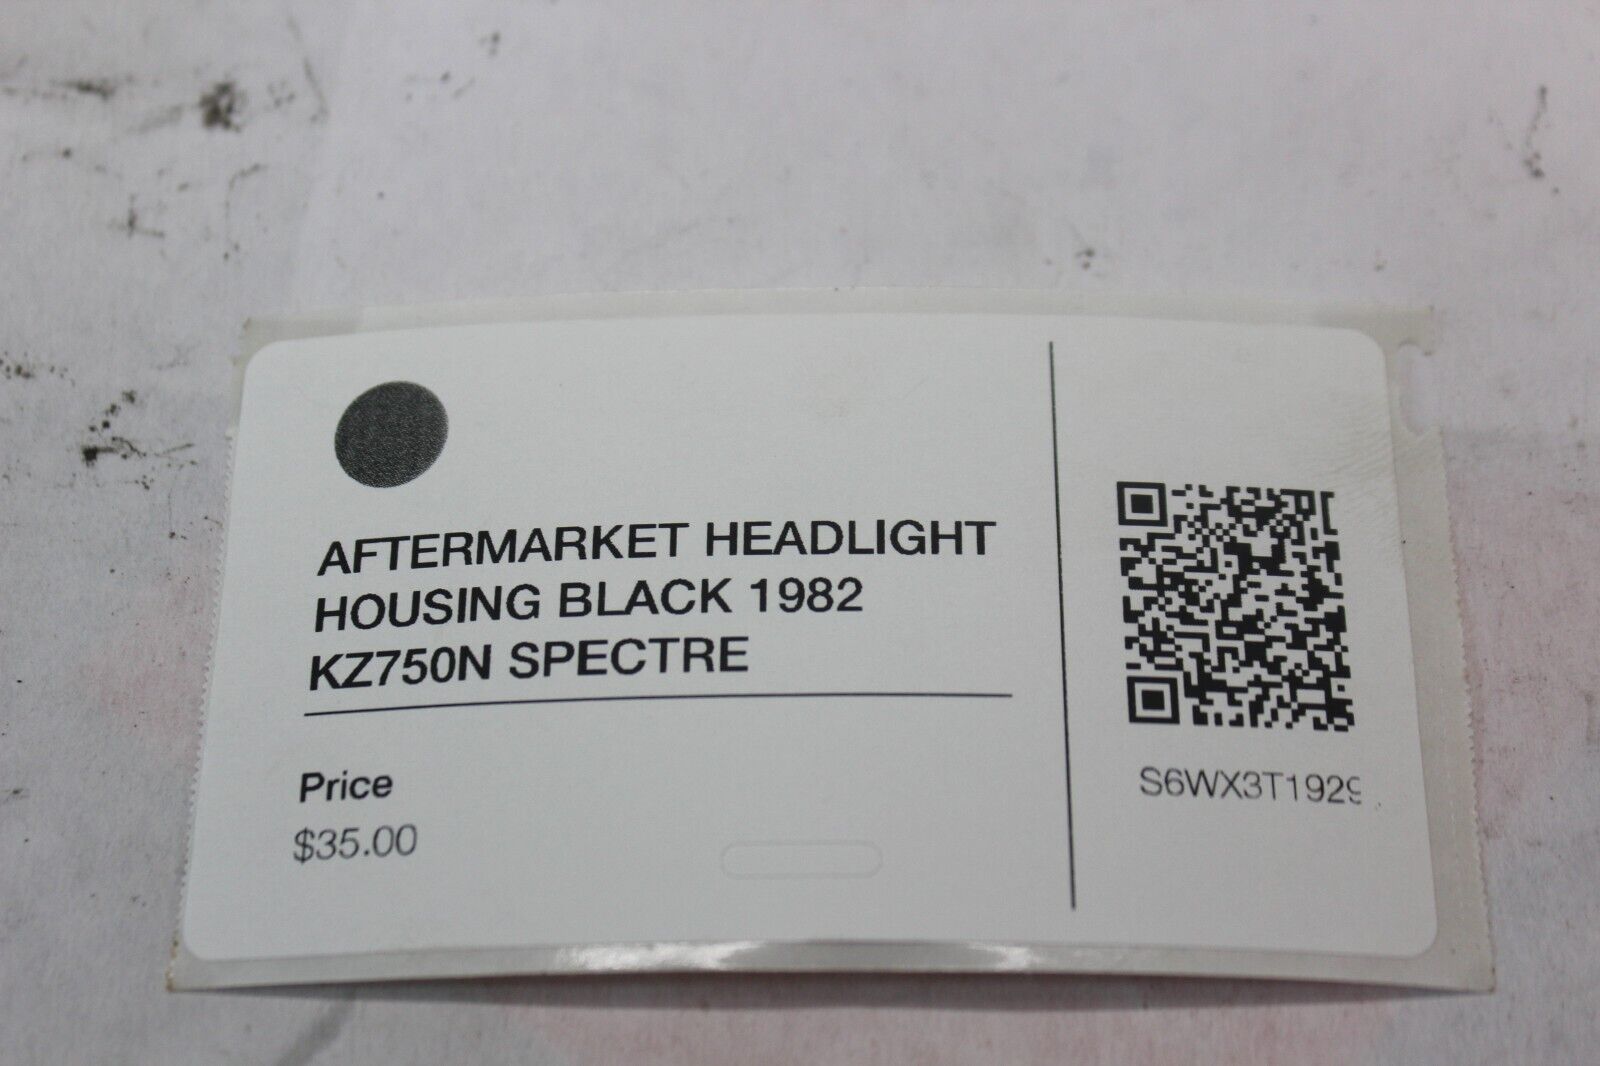 AFTERMARKET HEADLIGHT
HOUSING BLACK 1982
KZ750N SPECTRE
Price
$35.00
S6WX3T1929